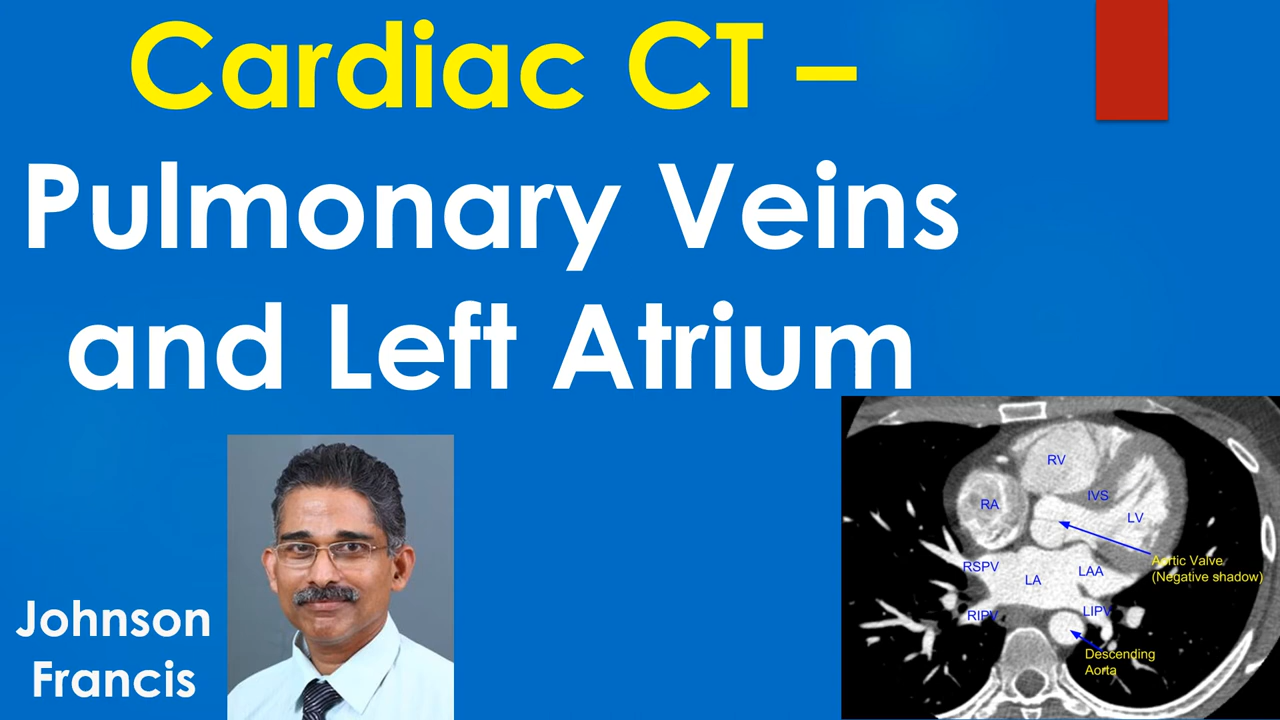 Cardiac CT –
Pulmonary Veins
and Left Atrium
Johnson
Francis
RV
RA
IVS
LV
Aortic Valve
(Negative shadow)
RSPV
LA
LAA
RIPV
LIPV
Descending
Aorta